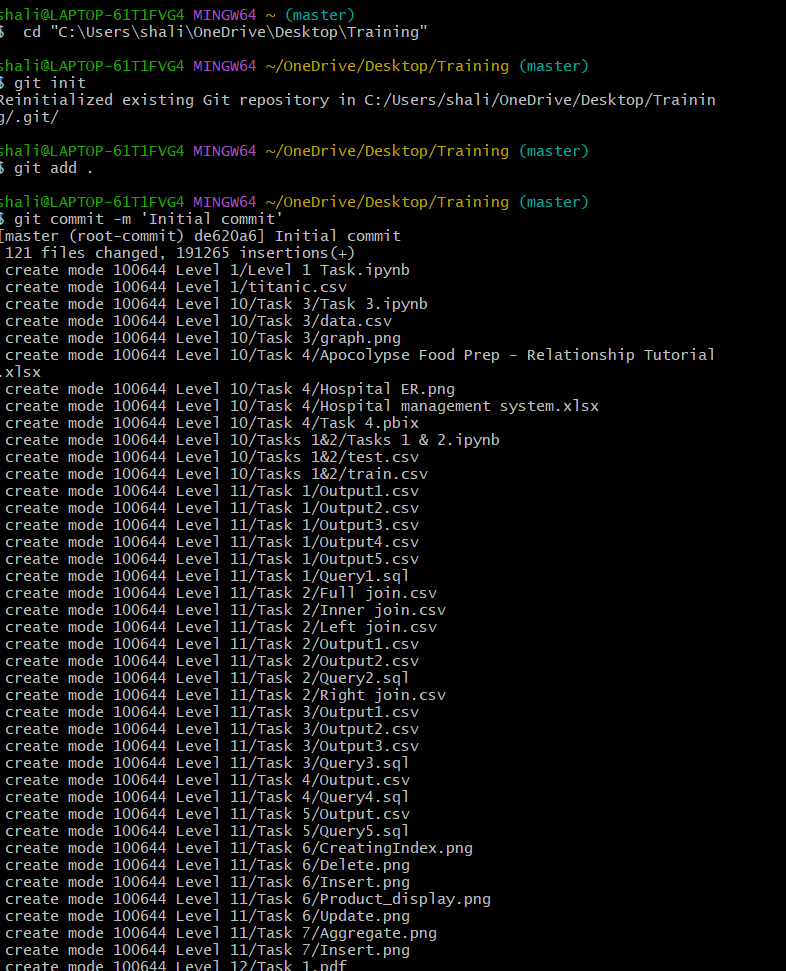 shali@LAPTOP-61T1FVG4 MINGW64 ~ (master)
$  cd "C:\Users\shali\OneDrive\Desktop\Training"
shali@LAPTOP-61T1FVG4 MINGW64 ~/OneDrive/Desktop/Training (master)
$ git init
Reinitialized existing Git repository in C:/Users/shali/OneDrive/Desktop/Trainin
g/.git/
shali@LAPTOP-61T1FVG4 MINGW64 ~/OneDrive/Desktop/Training (master)
$ git add .
shali@LAPTOP-61T1FVG4 MINGW64 ~/OneDrive/Desktop/Training (master)
$ git commit -m 'Initial commit'
[master (root-commit) de620a6] Initial commit
 121 files changed, 191265 insertions(+)
 create mode 100644 Level 1/Level 1 Task.ipynb
 create mode 100644 Level 1/titanic.csv
 create mode 100644 Level 10/Task 3/Task 3.ipynb
 create mode 100644 Level 10/Task 3/data.csv
 create mode 100644 Level 10/Task 3/graph.png
 create mode 100644 Level 10/Task 4/Apocolypse Food Prep - Relationship Tutorial
.xlsx
 create mode 100644 Level 10/Task 4/Hospital ER.png
 create mode 100644 Level 10/Task 4/Hospital management system.xlsx
 create mode 100644 Level 10/Task 4/Task 4.pbix
 create mode 100644 Level 10/Tasks 1&2/Tasks 1 & 2.ipynb
 create mode 100644 Level 10/Tasks 1&2/test.csv
 create mode 100644 Level 10/Tasks 1&2/train.csv
 create mode 100644 Level 11/Task 1/Output1.csv
 create mode 100644 Level 11/Task 1/Output2.csv
 create mode 100644 Level 11/Task 1/Output3.csv
 create mode 100644 Level 11/Task 1/Output4.csv
 create mode 100644 Level 11/Task 1/Output5.csv
 create mode 100644 Level 11/Task 1/Query1.sql
 create mode 100644 Level 11/Task 2/Full join.csv
 create mode 100644 Level 11/Task 2/Inner join.csv
 create mode 100644 Level 11/Task 2/Left join.csv
 create mode 100644 Level 11/Task 2/Output1.csv
 create mode 100644 Level 11/Task 2/Output2.csv
 create mode 100644 Level 11/Task 2/Query2.sql
 create mode 100644 Level 11/Task 2/Right join.csv
 create mode 100644 Level 11/Task 3/Output1.csv
 create mode 100644 Level 11/Task 3/Output2.csv
 create mode 100644 Level 11/Task 3/Output3.csv
 create mode 100644 Level 11/Task 3/Query3.sql
 create mode 100644 Level 11/Task 4/Output.csv
 create mode 100644 Level 11/Task 4/Query4.sql
 create mode 100644 Level 11/Task 5/Output.csv
 create mode 100644 Level 11/Task 5/Query5.sql
 create mode 100644 Level 11/Task 6/CreatingIndex.png
 create mode 100644 Level 11/Task 6/Delete.png
 create mode 100644 Level 11/Task 6/Insert.png
 create mode 100644 Level 11/Task 6/Product_display.png
 create mode 100644 Level 11/Task 6/Update.png
 create mode 100644 Level 11/Task 7/Aggregate.png
 create mode 100644 Level 11/Task 7/Insert.png
 create mode 100644 Level 12/Task 1.pdf